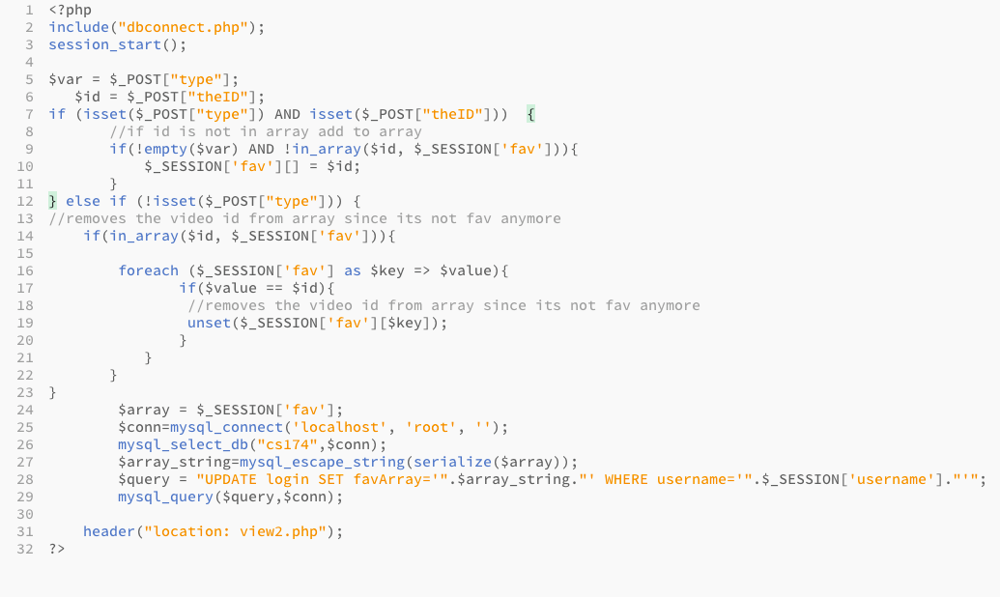 1 <?php
2 include("dbconnect.php");
3 session_start();
4
5 $var = $_POST["type"];
6    $id = $_POST["theID"];
7 if (isset($_POST["type"]) AND isset($_POST["theID"]))  {
8        //if id is not in array add to array
9        if(!empty($var) AND !in_array($id, $_SESSION['fav'])){
10            $_SESSION['fav'][] = $id;
11        }
12 } else if (!isset($_POST["type"])) {
13 //removes the video id from array since its not fav anymore
14     if(in_array($id, $_SESSION['fav'])){
15
16         foreach ($_SESSION['fav'] as $key => $value){
17                if($value == $id){
18                 //removes the video id from array since its not fav anymore
19                 unset($_SESSION['fav'][$key]);
20                }
21            }
22        }
23 }
24         $array = $_SESSION['fav'];
25         $conn=mysql_connect('localhost', 'root', '');
26         mysql_select_db("cs174",$conn);
27         $array_string=mysql_escape_string(serialize($array));
28         $query = "UPDATE login SET favArray='".$array_string."' WHERE username='".$_SESSION['username']."'";
29         mysql_query($query,$conn);
30
31     header("location: view2.php");
32 ?>